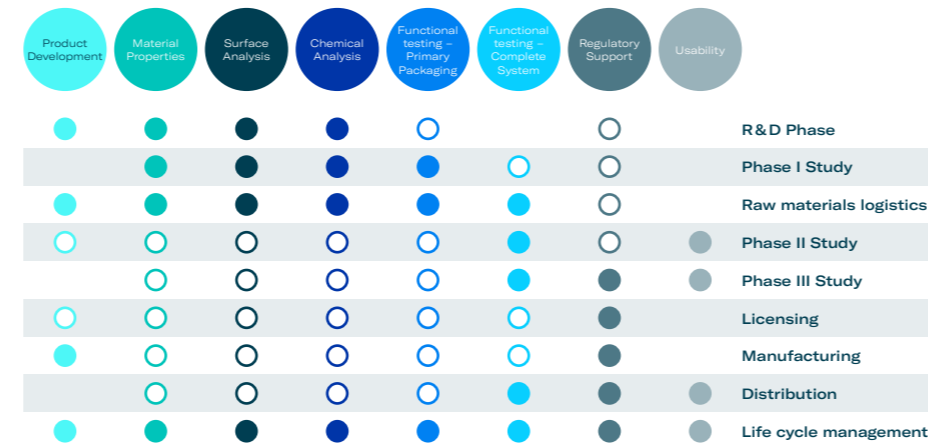 Product
Development
Material
Properties
Surface
Analysis
Chemical
Analysis
Functional
testing –
Primary
Packaging
Functional
testing –
Complete
System
Regulatory
Support
Usability
R&D Phase
Phase I Study
Raw materials logistics
Phase II Study
Phase III Study
Licensing
Manufacturing
Distribution
Life cycle management